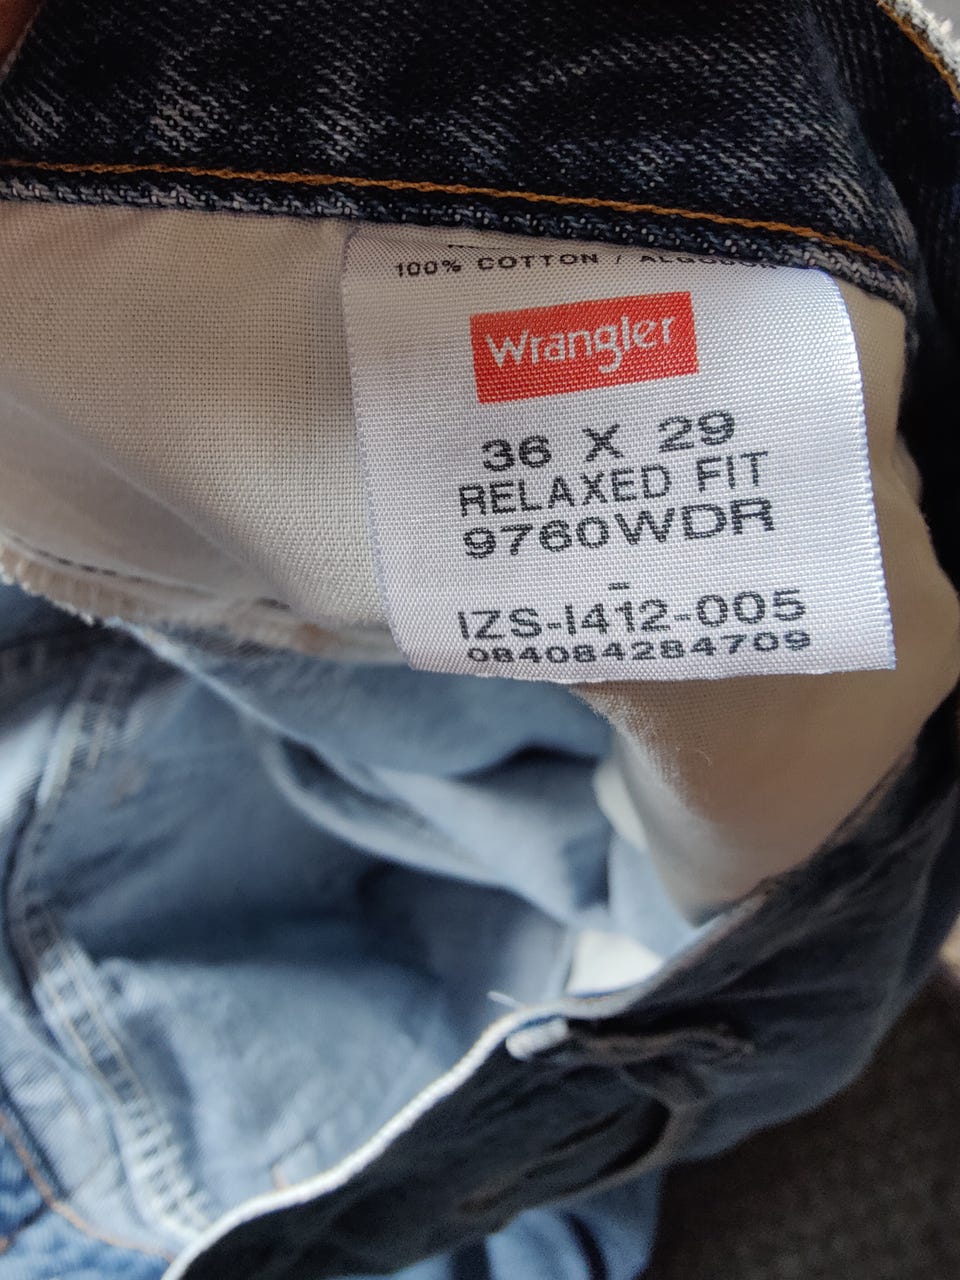 100% COTTON /
Wrangler
36 X 29
RELAXED FIT
9760WDR
-
IZS-I412-005
084084284709